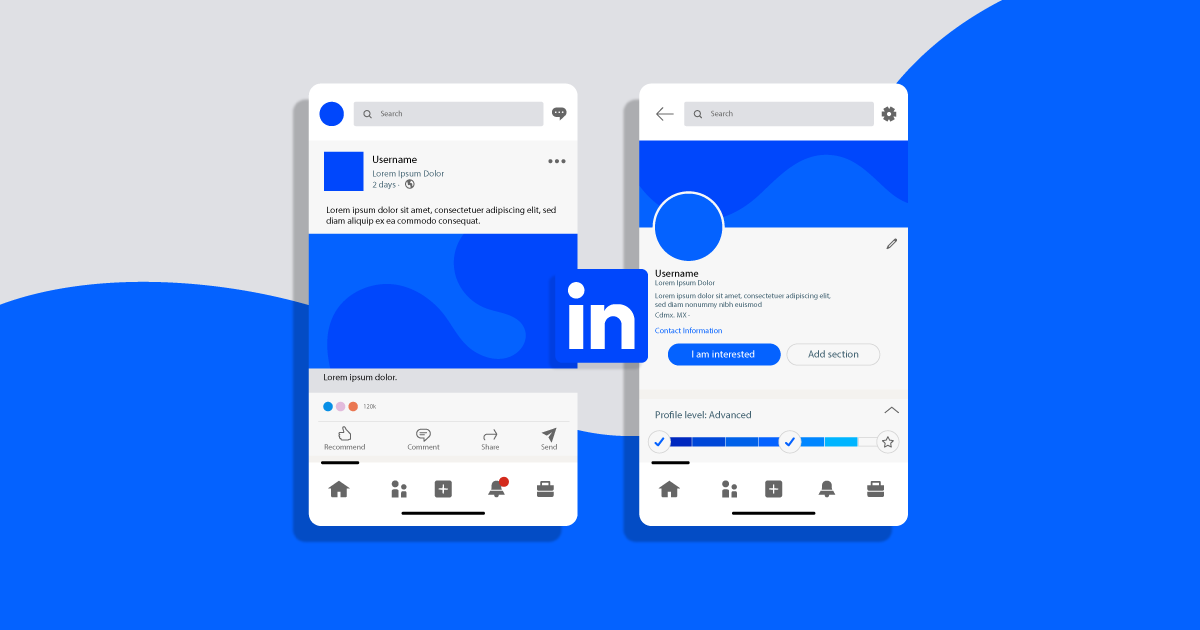 Search
Username
Lorem Ipsum Dolor
2 days ·
Lorem ipsum dolor sit amet, consectetuer adipiscing elit, sed
diam aliquip ex ea commodo consequat.
Lorem ipsum dolor.
120k
Recommend
Comment
Share
Send
in
Search
Username
Lorem Ipsum Dolor
Lorem ipsum dolor sit amet, consectetuer adipiscing elit,
sed diam nonummy nibh euismod
Cdmx. MX ·
Contact Information
I am interested
Add section
Profile level: Advanced